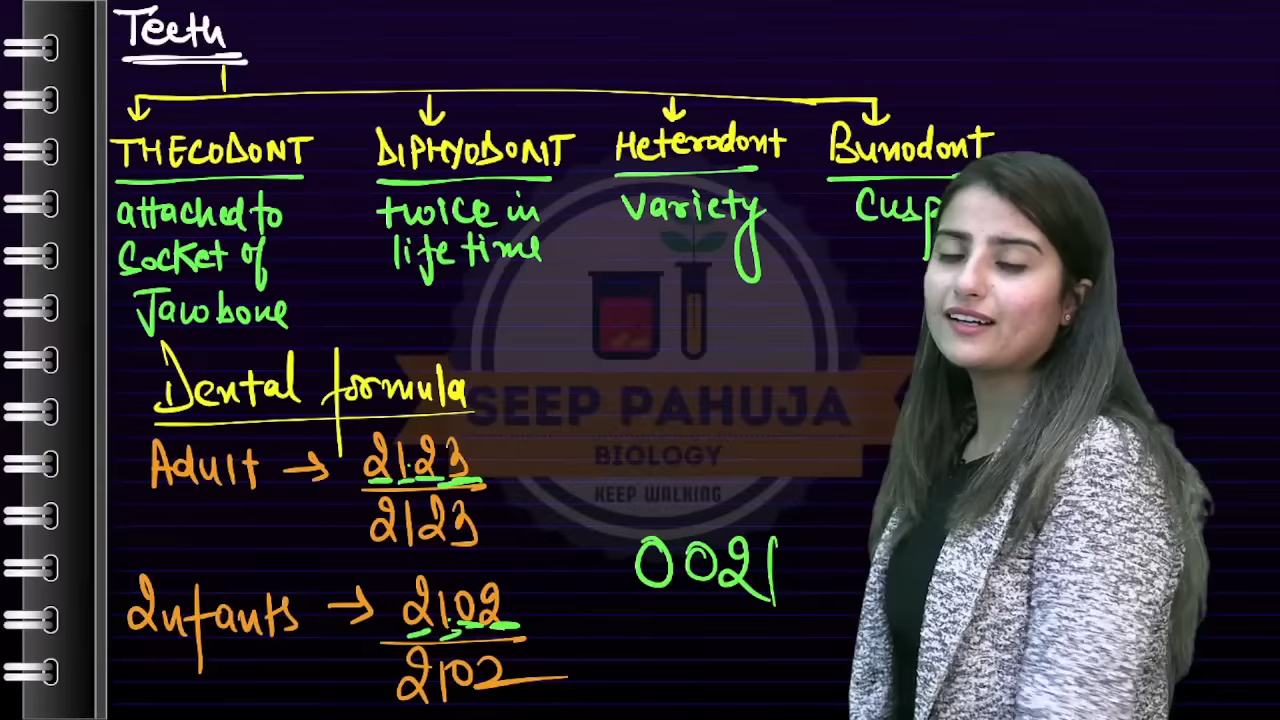 Teeth
THECODONT DIPHYODONT Heterodont Bunodont
attached to twice in variety Cusp
Socket of life time
Jawbone
Dental formula
SEEP PAHUJA
Adult → 2123
BIOLOGY
KEEP WALKING
2123
0021
Infants → 2102
2102